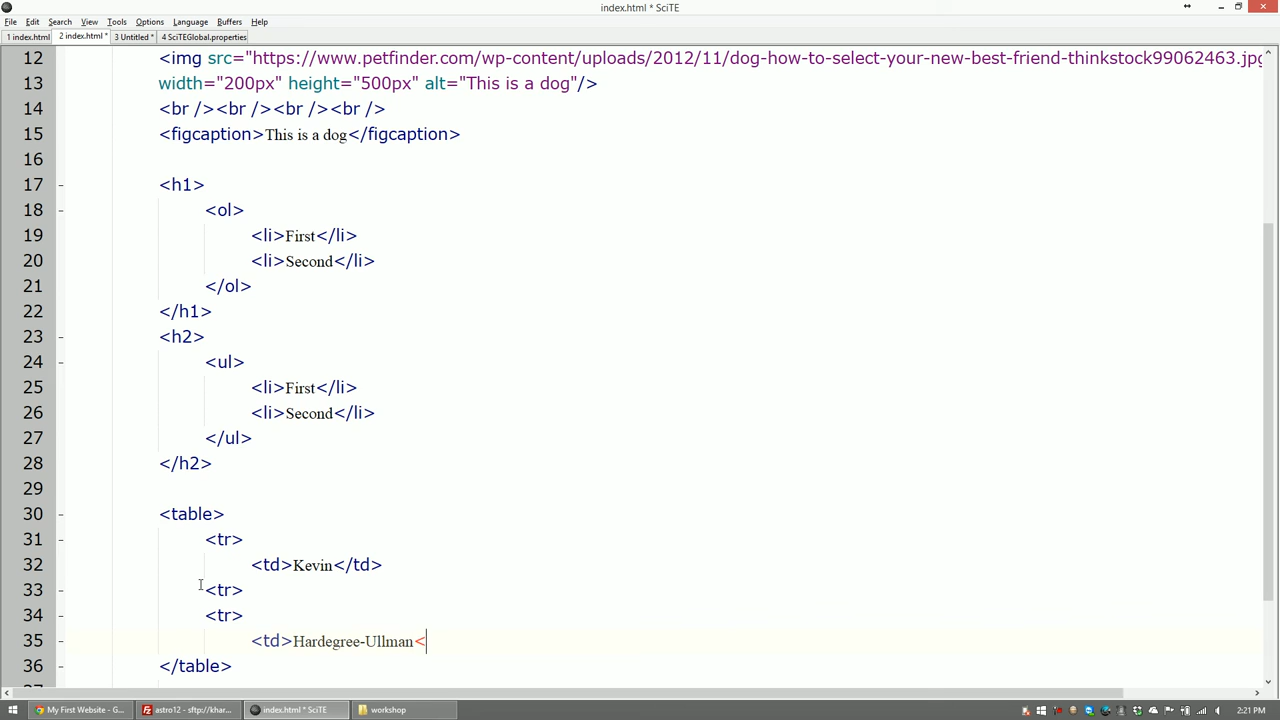 index.html * SciTE
File Edit Search View Tools Options Language Buffers Help
1 index.html 2 index.html * 3 Untitled * 4 SciTEGlobal.properties
12 <img src="https://www.petfinder.com/wp-content/uploads/2012/11/dog-how-to-select-your-new-best-friend-thinkstock99062463.jpg
13 width="200px" height="500px" alt="This is a dog"/>
14 <br /><br /><br /><br />
15 <figcaption>This is a dog</figcaption>
16
17 <h1>
18 <ol>
19 <li>First</li>
20 <li>Second</li>
21 </ol>
22 </h1>
23 <h2>
24 <ul>
25 <li>First</li>
26 <li>Second</li>
27 </ul>
28 </h2>
29
30 <table>
31 <tr>
32 <td>Kevin</td>
33 <tr>
34 <tr>
35 <td>Hardegree-Ullman<
36 </table>
My First Website - G... astro12 - sftp://khar... index.html * SciTE workshop 2:21 PM